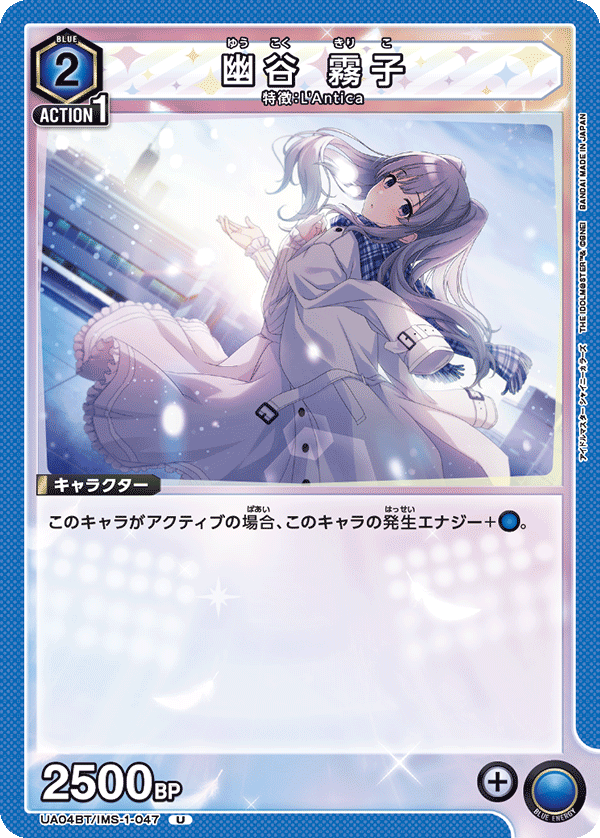 BLUE
2
ACTION 1
ゆう こく きり こ
幽谷 霧子
特徴:L'Antica
BANDAI MADE IN JAPAN
THE IDOLM@STER™& ©BNEI
アイドルマスター シャイニーカラーズ
キャラクター
ばあい はっせい
このキャラがアクティブの場合、このキャラの発生エナジー+。
2500BP
+
BLUE ENERGY
UA04BT/IMS-1-047 U